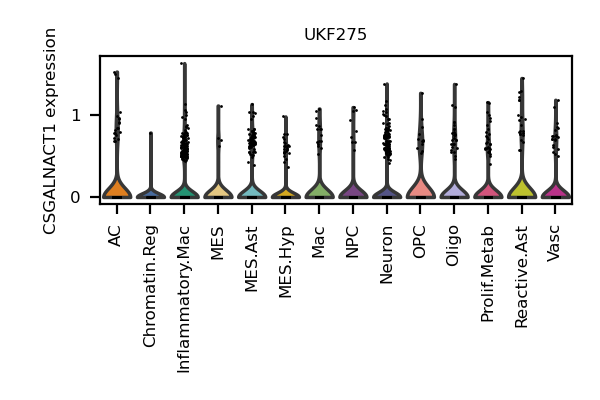 UKF275
CSGALNACT1 expression
1
0
AC
Chromatin.Reg
Inflammatory.Mac
MES
MES.Ast
MES.Hyp
Mac
NPC
Neuron
OPC
Oligo
Prolif.Metab
Reactive.Ast
Vasc